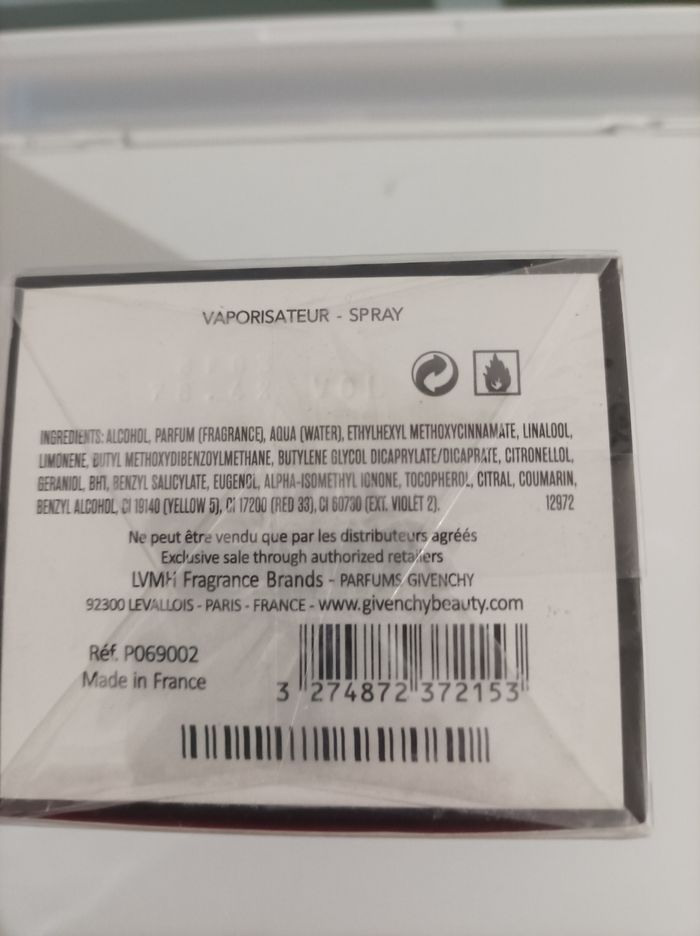 VAPORISATEUR - SPRAY
INGREDIENTS: ALCOHOL, PARFUM (FRAGRANCE), AQUA (WATER), ETHYLHEXYL METHOXYCINNAMATE, LINALOOL,
LIMONENE, BUTYL METHOXYDIBENZOYLMETHANE, BUTYLENE GLYCOL DICAPRYLATE/DICAPRATE, CITRONELLOL,
GERANIOL, BHT, BENZYL SALICYLATE, EUGENOL, ALPHA-ISOMETHYL IONONE, TOCOPHEROL, CITRAL, COUMARIN,
BENZYL ALCOHOL, CI 19140 (YELLOW 5), CI 17200 (RED 33), CI 60730 (EXT. VIOLET 2). 12972
Ne peut être vendu que par les distributeurs agréés
Exclusive sale through authorized retailers
LVMH Fragrance Brands - PARFUMS GIVENCHY
92300 LEVALLOIS - PARIS - FRANCE - www.givenchybeauty.com
Réf. P069002
Made in France
3 274872 372153